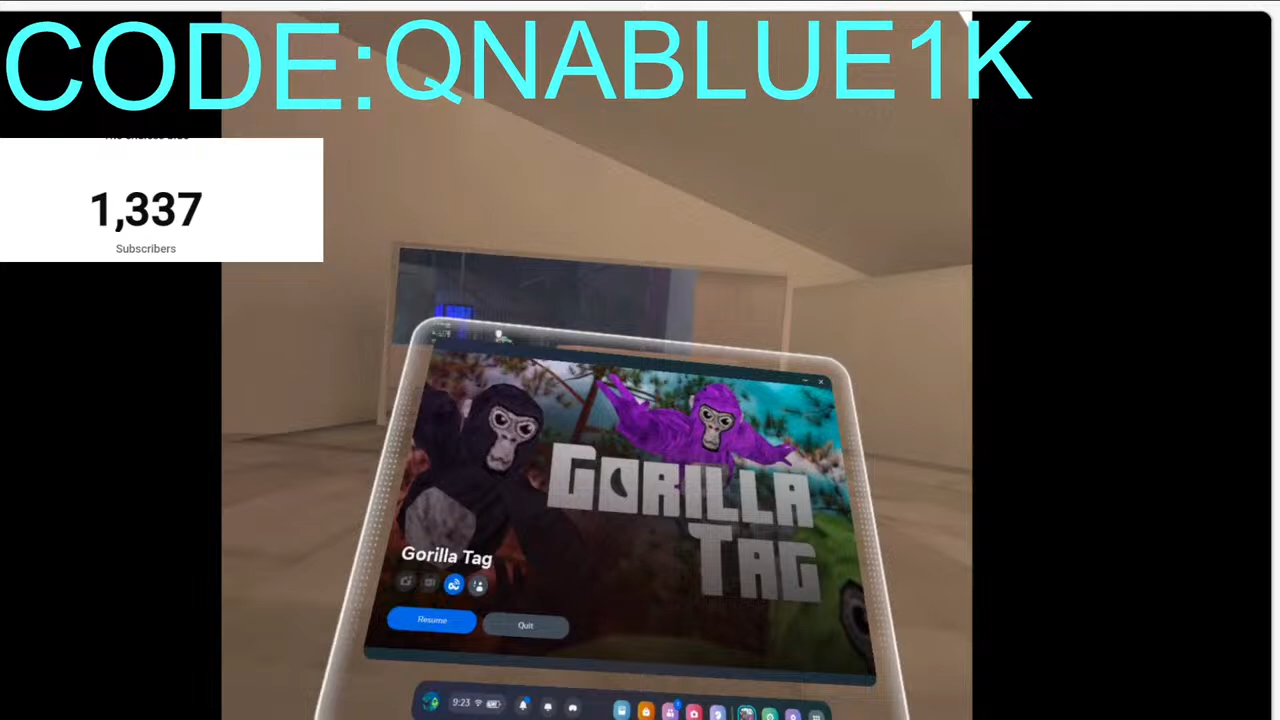 CODE:QNABLUE1K
1,337
Subscribers
GORILLA
TAG
Gorilla Tag
Resume
Quit
9:23